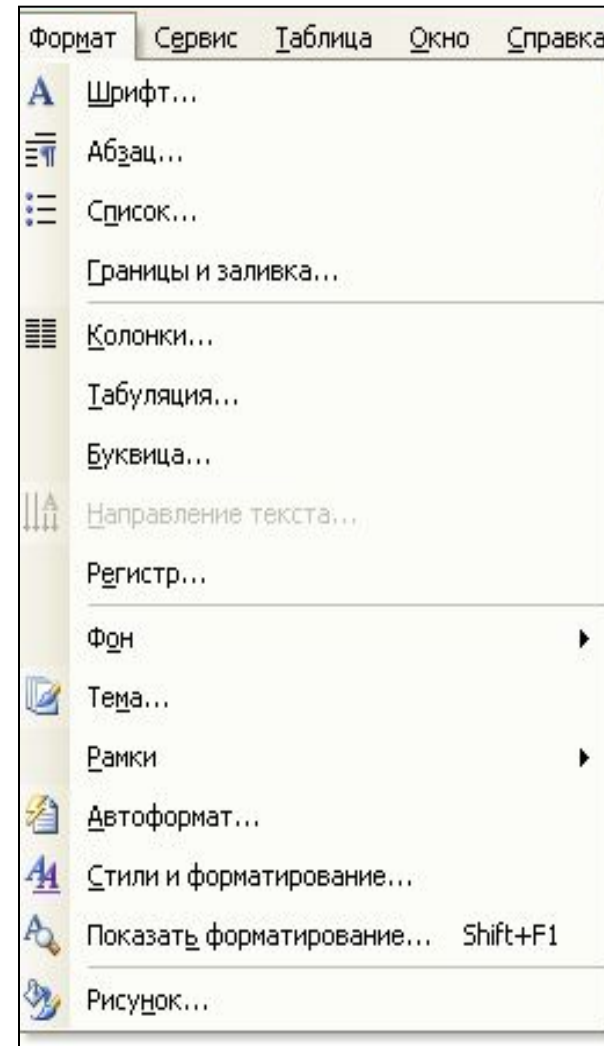 Формат Сервис Таблица Окно Справка
Шрифт...
Абзац...
Список...
Границы и заливка...
Колонки...
Табуляция...
Буквица...
Направление текста...
Регистр...
Фон
Тема...
Рамки
Автоформат...
Стили и форматирование...
Показать форматирование... Shift+F1
Рисунок...